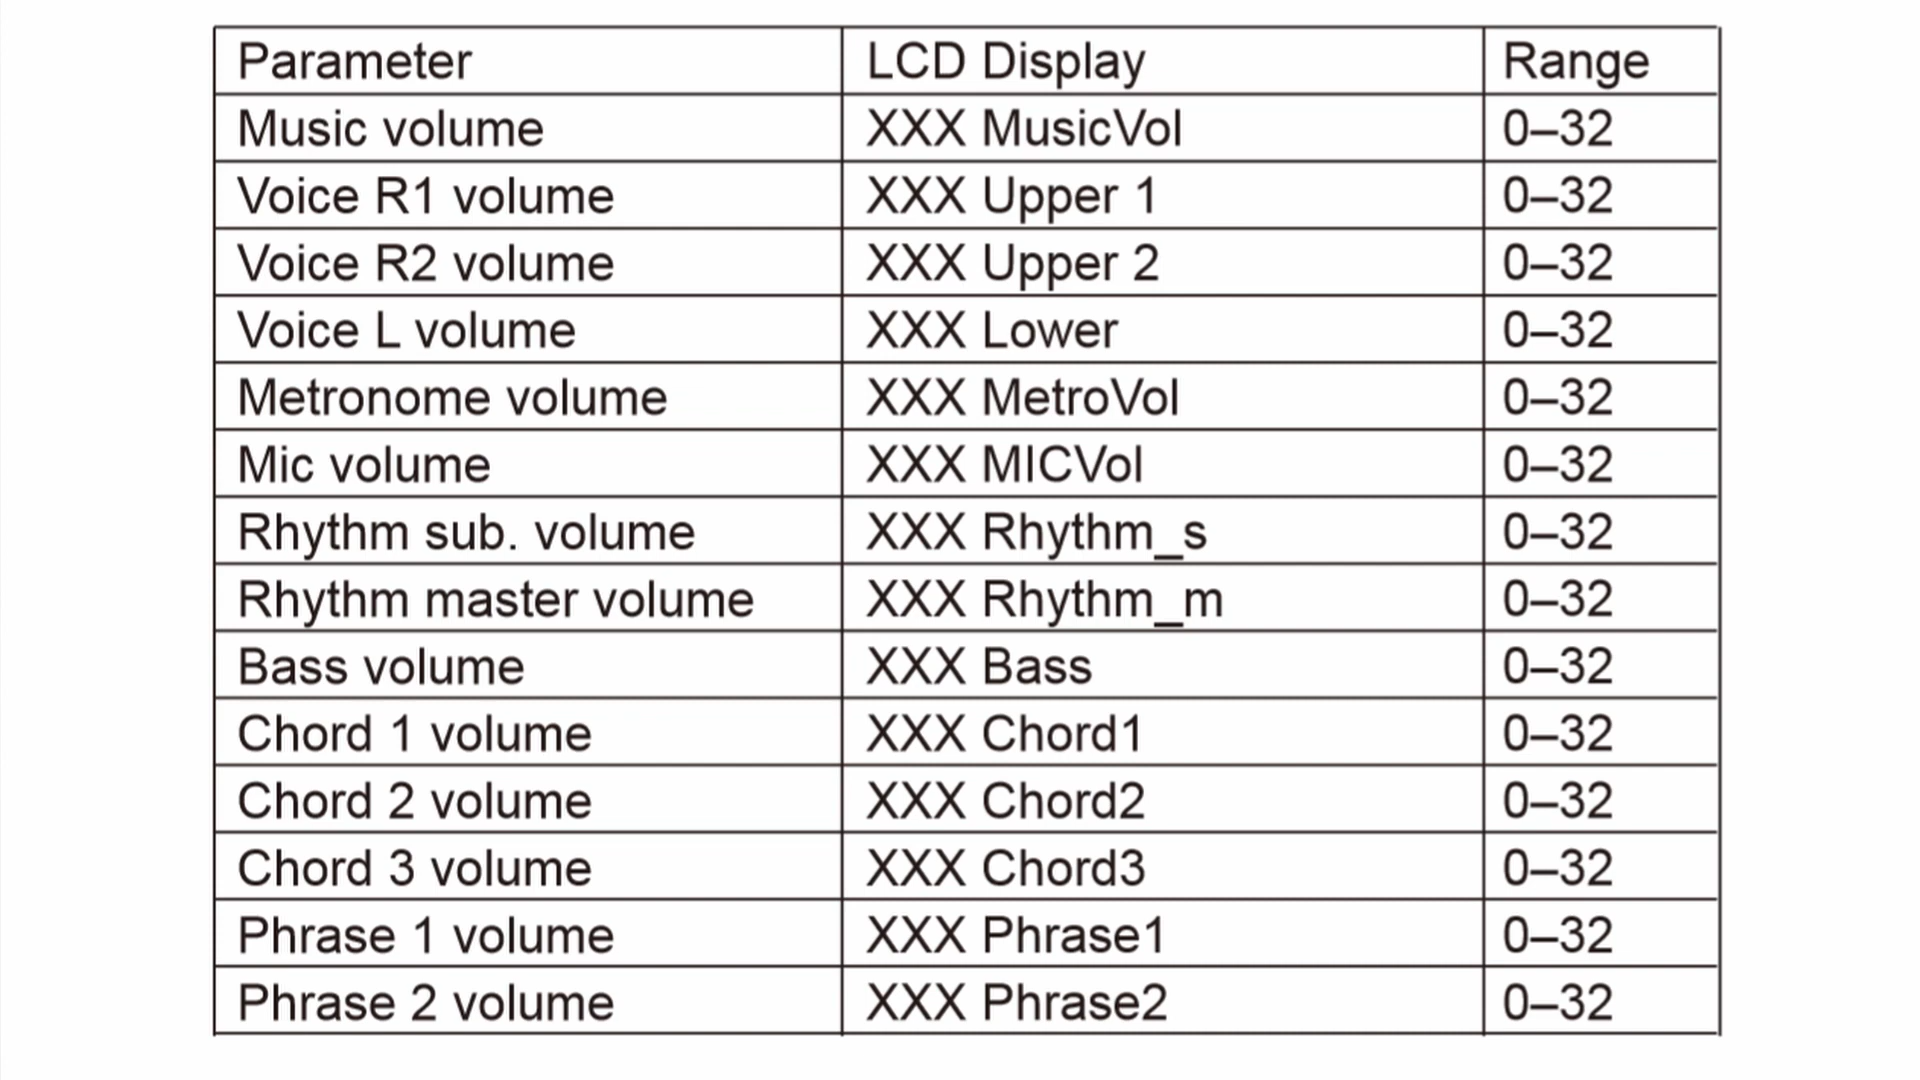 Parameter LCD Display Range
Music volume XXX MusicVol 0–32
Voice R1 volume XXX Upper 1 0–32
Voice R2 volume XXX Upper 2 0–32
Voice L volume XXX Lower 0–32
Metronome volume XXX MetroVol 0–32
Mic volume XXX MICVol 0–32
Rhythm sub. volume XXX Rhythm_s 0–32
Rhythm master volume XXX Rhythm_m 0–32
Bass volume XXX Bass 0–32
Chord 1 volume XXX Chord1 0–32
Chord 2 volume XXX Chord2 0–32
Chord 3 volume XXX Chord3 0–32
Phrase 1 volume XXX Phrase1 0–32
Phrase 2 volume XXX Phrase2 0–32